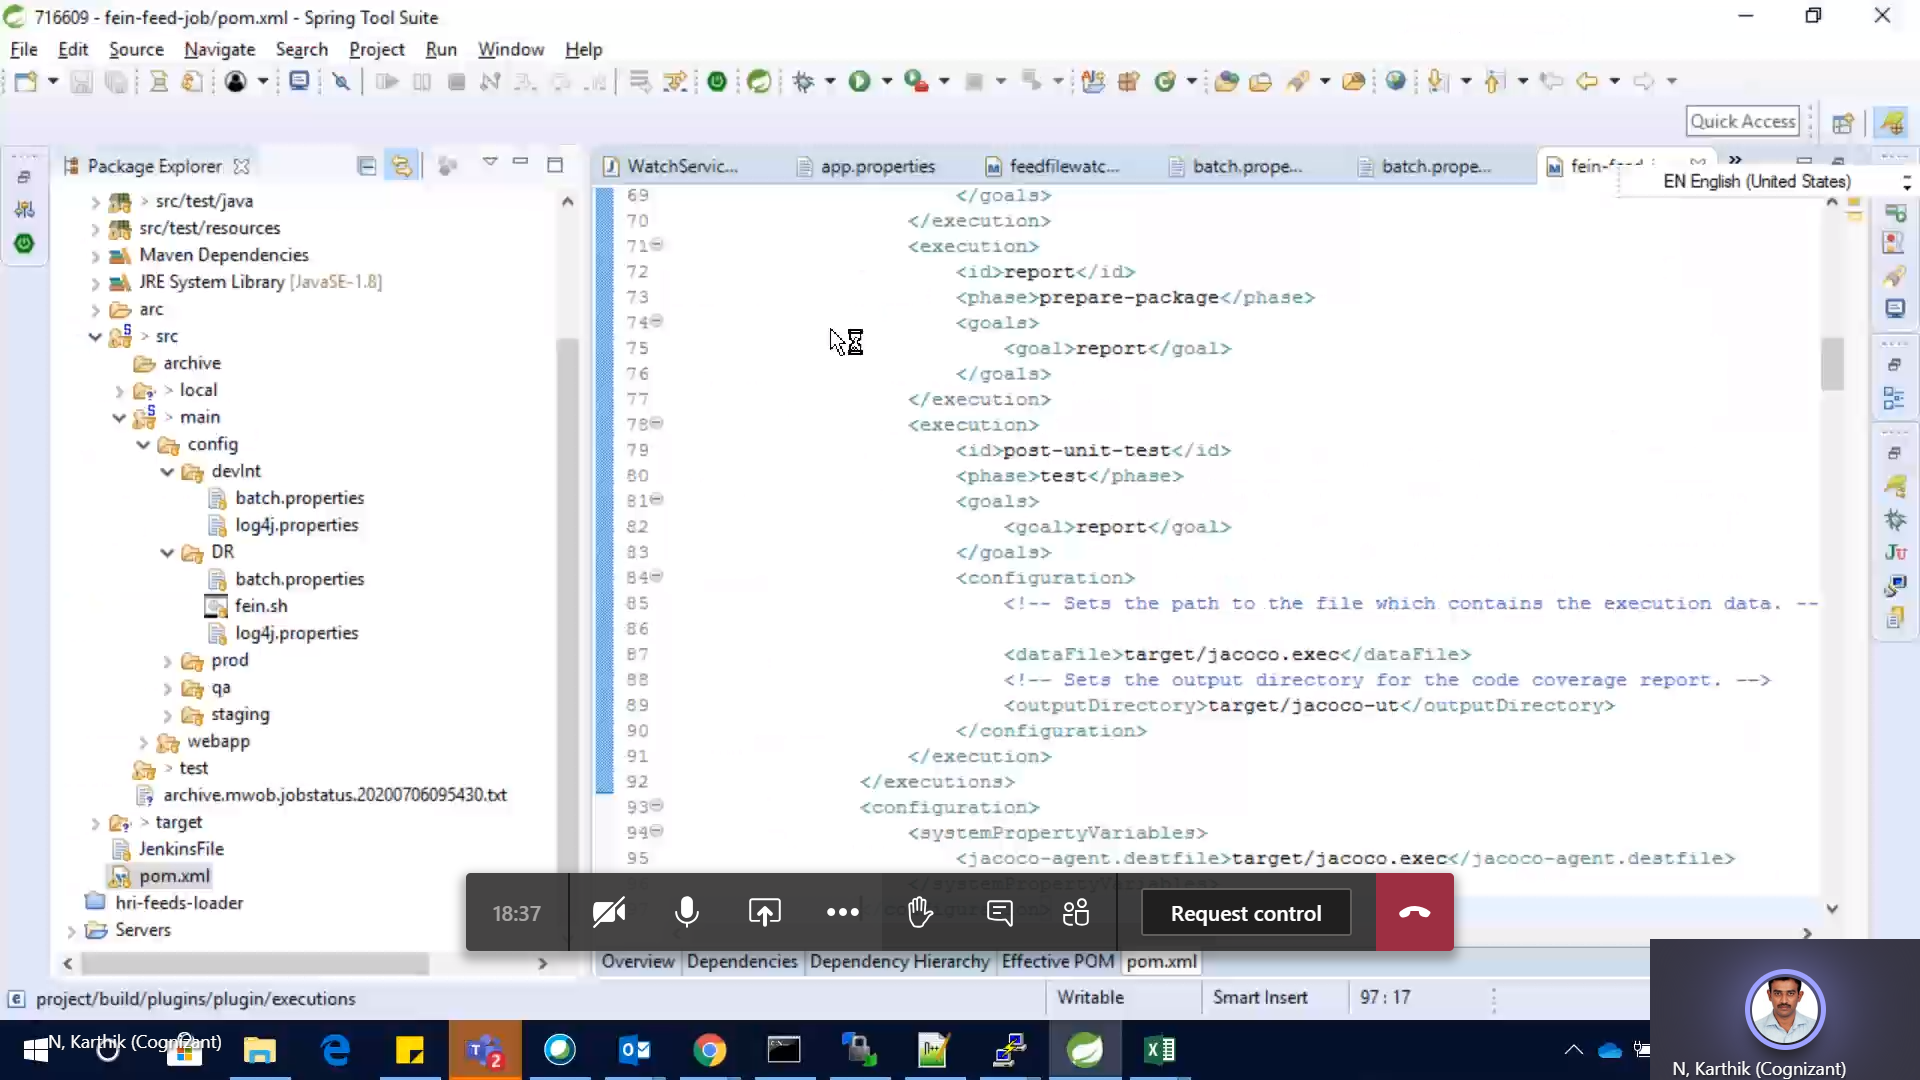 716609 - fein-feed-job/pom.xml - Spring Tool Suite
File Edit Source Navigate Search Project Run Window Help
Quick Access
Package Explorer
WatchServic...
app.properties
feedfilewatc...
batch.prope...
batch.prope...
EN English (United States)
> src/test/java
src/test/resources
Maven Dependencies
JRE System Library [JavaSE-1.8]
arc
> src
archive
> local
> main
config
devInt
batch.properties
log4j.properties
DR
batch.properties
fein.sh
log4j.properties
prod
qa
staging
webapp
> test
archive.mwob.jobstatus.20200706095430.txt
> target
JenkinsFile
pom.xml
hri-feeds-loader
Servers
69 </goals>
70 </execution>
71 <execution>
72 <id>report</id>
73 <phase>prepare-package</phase>
74 <goals>
75 <goal>report</goal>
76 </goals>
77 </execution>
78 <execution>
79 <id>post-unit-test</id>
80 <phase>test</phase>
81 <goals>
82 <goal>report</goal>
83 </goals>
84 <configuration>
85 <!-- Sets the path to the file which contains the execution data. --
86
87 <dataFile>target/jacoco.exec</dataFile>
88 <!-- Sets the output directory for the code coverage report. -->
89 <outputDirectory>target/jacoco-ut</outputDirectory>
90 </configuration>
91 </execution>
92 </executions>
93 <configuration>
94 <systemPropertyVariables>
95 <jacoco-agent.destfile>target/jacoco.exec</jacoco-agent.destfile>
</systemPropertyVariables>
18:37
Request control
Overview Dependencies Dependency Hierarchy Effective POM pom.xml
project/build/plugins/plugin/executions
Writable
Smart Insert
97 : 17
N, Karthik (Cognizant)
2
N, Karthik (Cognizant)